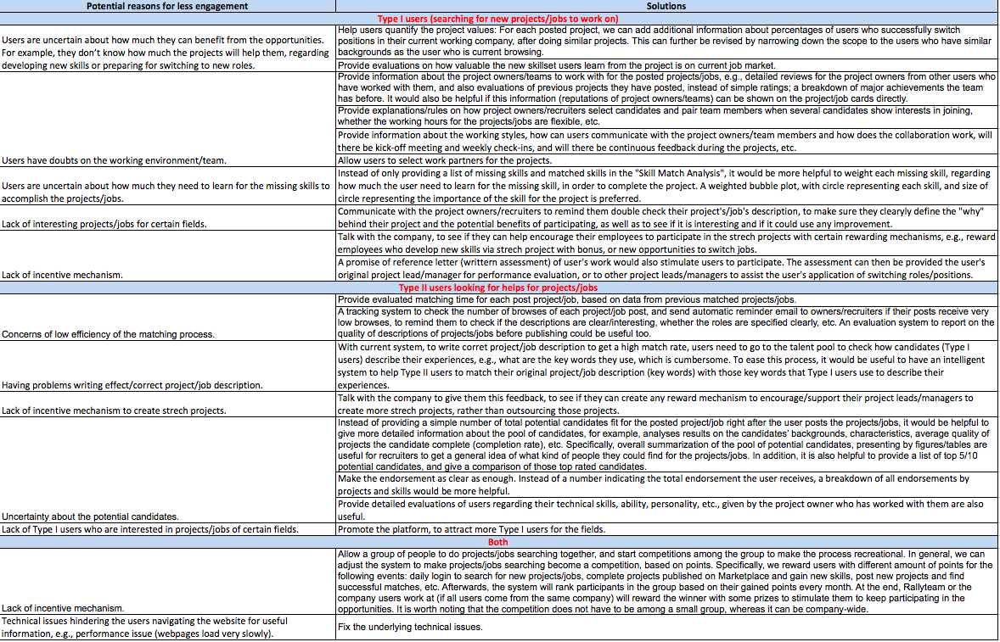 Potential reasons for less engagement Solutions
Type I users (searching for new projects/jobs to work on)
Users are uncertain about how much they can benefit from the opportunities.
For example, they don't know how much the projects will help them, regarding
developing new skills or preparing for switching to new roles.
Help users quantify the project values: For each posted project, we can add additional information about percentages of users who successfully switch
positions in their current working company, after doing similar projects. This can further be revised by narrowing down the scope to the users who have similar
backgrounds as the user who is current browsing.
Provide evaluations on how valuable the new skillset users learn from the project is on current job market.
Users have doubts on the working environment/team.
Provide information about the project owners/teams to work with for the posted projects/jobs, e.g., detailed reviews for the project owners from other users who
have worked with them, and also evaluations of previous projects they have posted, instead of simple ratings; a breakdown of major achievements the team
has before. It would also be helpful if this information (reputations of project owners/teams) can be shown on the project/job cards directly.
Provide explanations/rules on how project owners/recruiters select candidates and pair team members when several candidates show interests in joining,
whether the working hours for the projects/jobs are flexible, etc.
Provide information about the working styles, how can users communicate with the project owners/team members and how does the collaboration work, will
there be kick-off meeting and weekly check-ins, and will there be continuous feedback during the projects, etc.
Allow users to select work partners for the projects.
Users are uncertain about how much they need to learn for the missing skills to
accomplish the projects/jobs.
Instead of only providing a list of missing skills and matched skills in the "Skill Match Analysis", it would be more helpful to weight each missing skill, regarding
how much the user need to learn for the missing skill, in order to complete the project. A weighted bubble plot, with circle representing each skill, and size of
circle representing the importance of the skill for the project is preferred.
Lack of interesting projects/jobs for certain fields.
Communicate with the project owners/recruiters to remind them double check their project's/job's description, to make sure they clearyly define the "why"
behind their project and the potential benefits of participating, as well as to see if it is interesting and if it could use any improvement.
Lack of incentive mechanism.
Talk with the company, to see if they can help encourage their employees to participate in the strech projects with certain rewarding mechanisms, e.g., reward
employees who develop new skills via strech project with bonus, or new opportunities to switch jobs.
A promise of reference letter (writtern assessment) of user's work would also stimulate users to participate. The assessment can then be provided the user's
original project lead/manager for performance evaluation, or to other project leads/managers to assist the user's application of switching roles/positions.
Type II users looking for helps for projects/jobs
Concerns of low efficiency of the matching process.
Provide evaluated matching time for each post project/job, based on data from previous matched projects/jobs.
A tracking system to check the number of browses of each project/job post, and send automatic reminder email to owners/recruiters if their posts receive very
low browses, to remind them to check if the descriptions are clear/interesting, whether the roles are specified clearly, etc. An evaluation system to report on the
quality of descriptions of projects/jobs before publishing could be useful too.
Having problems writing effect/correct project/job description.
With current system, to write corret project/job description to get a high match rate, users need to go to the talent pool to check how candidates (Type I
users) describe their experiences, e.g., what are the key words they use, which is cumbersome. To ease this process, it would be useful to have an intelligent
system to help Type II users to match their original project/job description (key words) with those key words that Type I users use to describe their
experiences.
Lack of incentive mechanism to create strech projects.
Talk with the company to give them this feedback, to see if they can create any reward mechanism to encourage/support their project leads/managers to
create more strech projects, rather than outsourcing those projects.
Uncertainty about the potential candidates.
Instead of providing a simple number of total potential candidates fit for the posted project/job right after the user posts the projects/jobs, it would be helpful to
give more detailed information about the pool of candidates, for example, analyses results on the candidates' backgrounds, characteristics, average quality of
projects the candidate complete (completion rate), etc. Specifically, overall summarization of the pool of potential candidates, presenting by figures/tables are
useful for recruiters to get a general idea of what kind of people they could find for the projects/jobs. In addition, it is also helpful to provide a list of top 5/10
potential candidates, and give a comparison of those top rated candidates.
Make the endorsement as clear as enough. Instead of a number indicating the total endorsement the user receives, a breakdown of all endorsements by
projects and skills would be more helpful.
Provide detailed evaluations of users regarding their technical skills, ability, personality, etc., given by the project owner who has worked with them are also
useful.
Lack of Type I users who are interested in projects/jobs of certain fields. Promote the platform, to attract more Type I users for the fields.
Both
Lack of incentive mechanism.
Allow a group of people to do projects/jobs searching together, and start competitions among the group to make the process recreational. In general, we can
adjust the system to make projects/jobs searching become a competition, based on points. Specifically, we reward users with different amount of points for the
following events: daily login to search for new projects/jobs, complete projects published on Marketplace and gain new skills, post new projects and find
successful matches, etc. Afterwards, the system will rank participants in the group based on their gained points every month. At the end, Rallyteam or the
company users work at (if all users come from the same company) will reward the winner with some prizes to stimulate them to keep participating in the
opportunities. It is worth noting that the competition does not have to be among a small group, whereas it can be company-wide.
Technical issues hindering the users navigating the website for useful
information, e.g., performance issue (webpages load very slowly).
Fix the underlying technical issues.